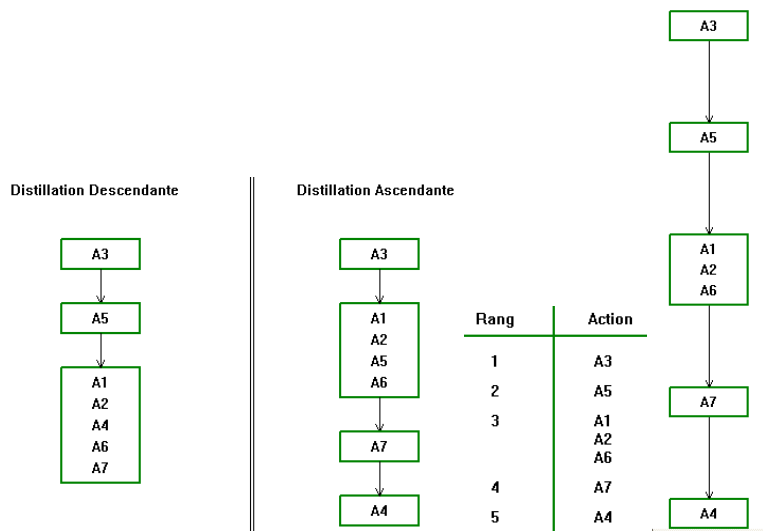 Distillation Descendante
A3
A5
A1
A2
A4
A6
A7
Distillation Ascendante
A3
A1
A2
A5
A6
A7
A4
Rang Action
1 A3
2 A5
3 A1
A2
A6
4 A7
5 A4
A3
A5
A1
A2
A6
A7
A4